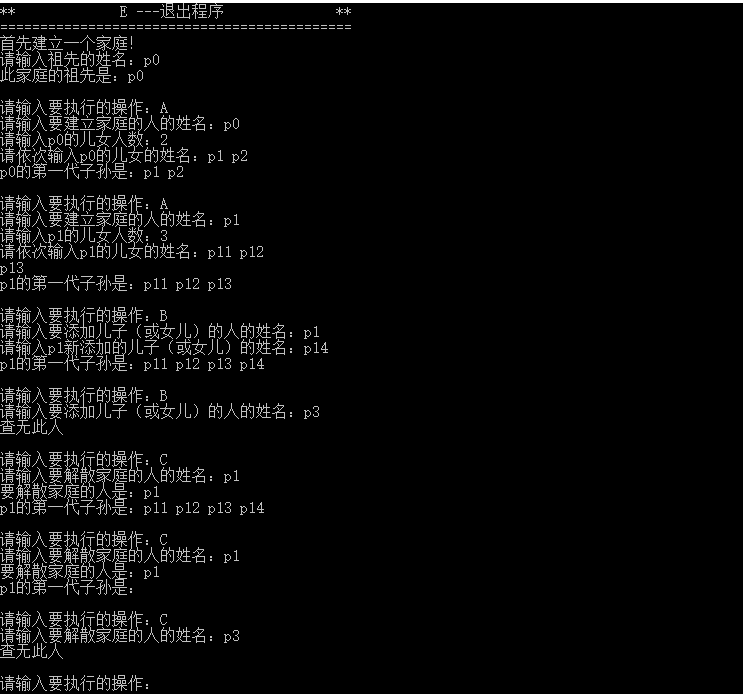 **             E ---退出程序              **
============================================
首先建立一个家庭!
请输入祖先的姓名：p0
此家庭的祖先是：p0
请输入要执行的操作：A
请输入要建立家庭的人的姓名：p0
请输入p0的儿女人数：2
请依次输入p0的儿女的姓名：p1 p2
p0的第一代子孙是：p1 p2
请输入要执行的操作：A
请输入要建立家庭的人的姓名：p1
请输入p1的儿女人数：3
请依次输入p1的儿女的姓名：p11 p12
p13
p1的第一代子孙是：p11 p12 p13
请输入要执行的操作：B
请输入要添加儿子（或女儿）的人的姓名：p1
请输入p1新添加的儿子（或女儿）的姓名：p14
p1的第一代子孙是：p11 p12 p13 p14
请输入要执行的操作：B
请输入要添加儿子（或女儿）的人的姓名：p3
查无此人
请输入要执行的操作：C
请输入要解散家庭的人的姓名：p1
要解散家庭的人是：p1
p1的第一代子孙是：p11 p12 p13 p14
请输入要执行的操作：C
请输入要解散家庭的人的姓名：p1
要解散家庭的人是：p1
p1的第一代子孙是：
请输入要执行的操作：C
请输入要解散家庭的人的姓名：p3
查无此人
请输入要执行的操作：